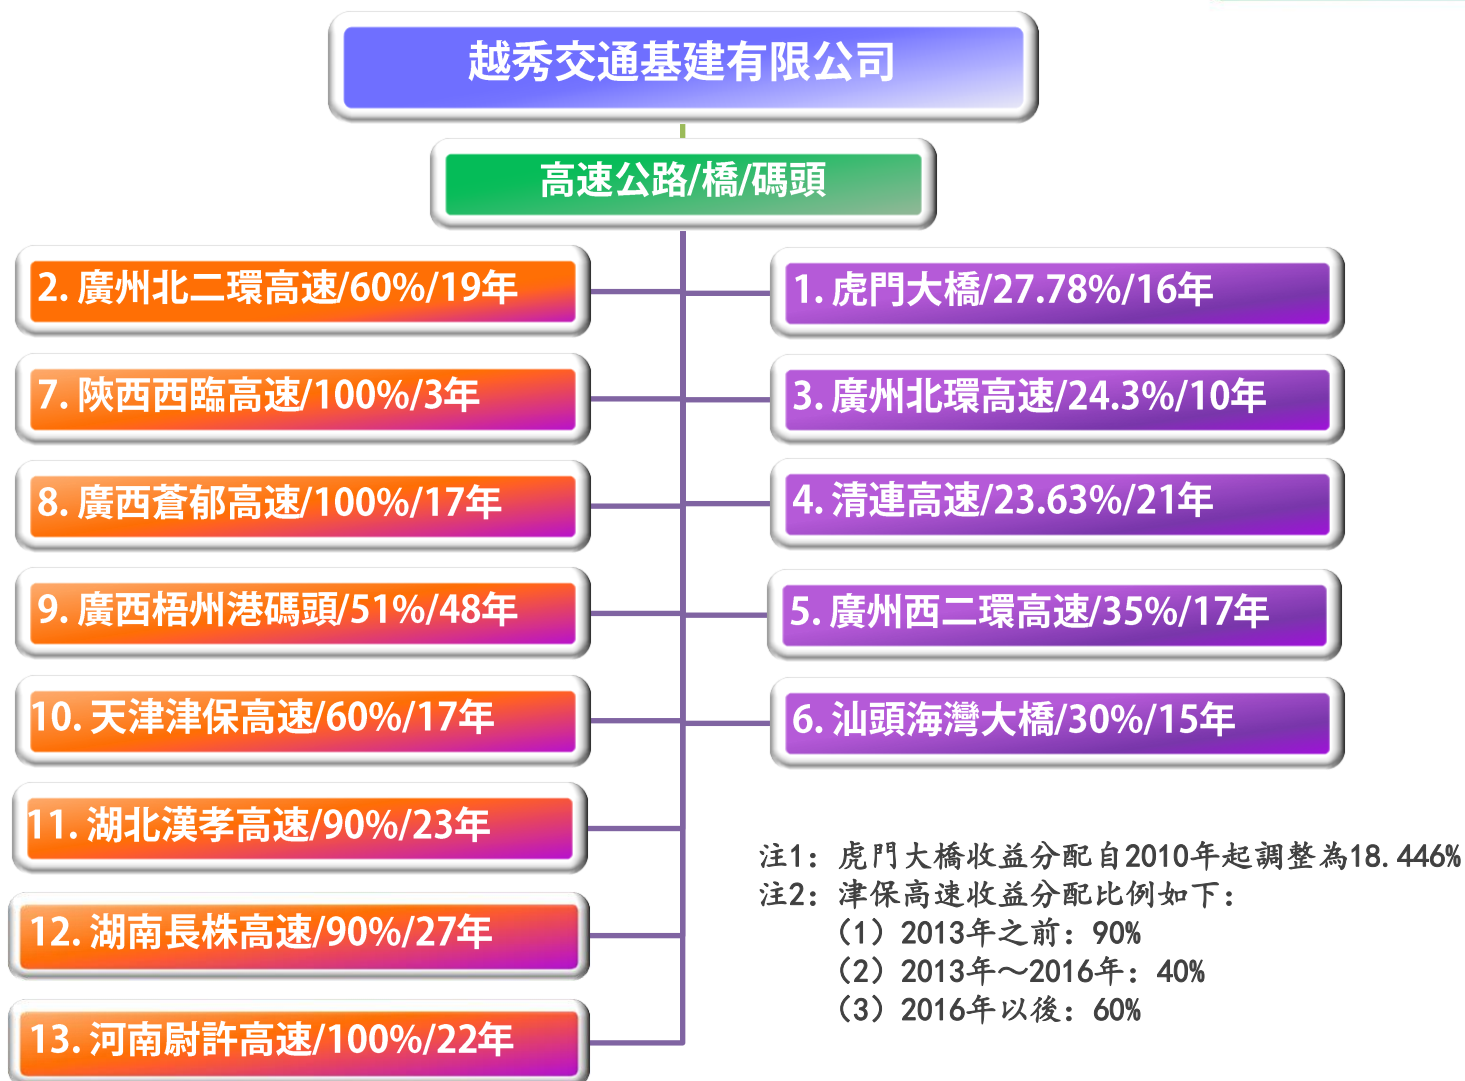 越秀交通基建有限公司
高速公路/橋/碼頭
2. 廣州北二環高速/60%/19年
7. 陝西西臨高速/100%/3年
8. 廣西蒼郁高速/100%/17年
9. 廣西梧州港碼頭/51%/48年
10. 天津津保高速/60%/17年
11. 湖北漢孝高速/90%/23年
12. 湖南長株高速/90%/27年
13. 河南尉許高速/100%/22年
1. 虎門大橋/27.78%/16年
3. 廣州北環高速/24.3%/10年
4. 清連高速/23.63%/21年
5. 廣州西二環高速/35%/17年
6. 汕頭海灣大橋/30%/15年
注1：虎門大橋收益分配自2010年起調整為18.446%
注2：津保高速收益分配比例如下：
（1）2013年之前：90%
（2）2013年～2016年：40%
（3）2016年以後：60%